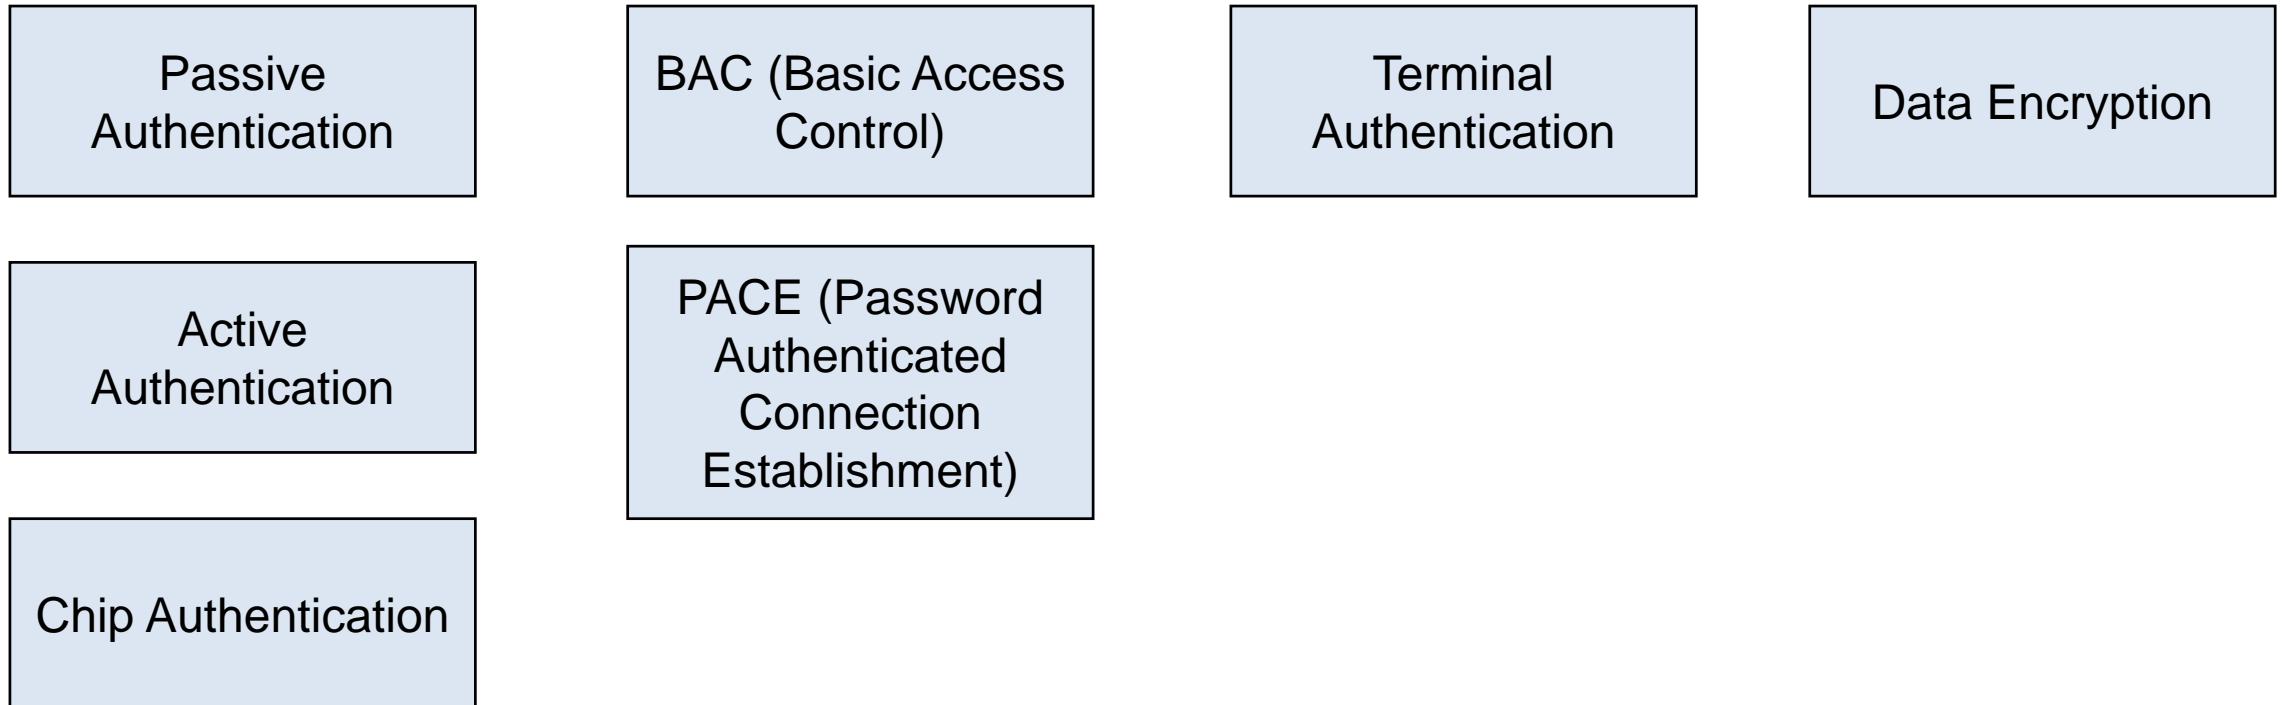 Passive
Authentication
BAC (Basic Access
Control)
Terminal
Authentication
Data Encryption
Active
Authentication
PACE (Password
Authenticated
Connection
Establishment)
Chip Authentication